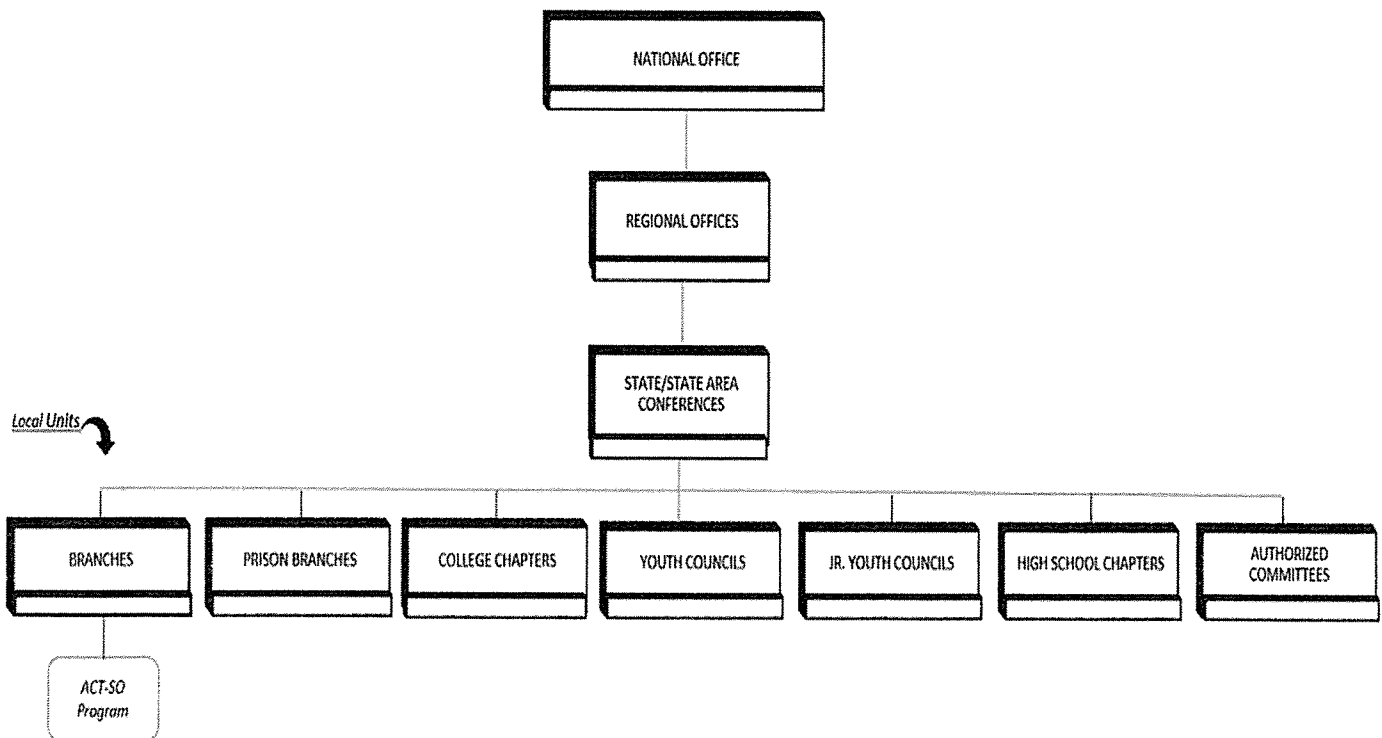 NATIONAL OFFICE
REGIONAL OFFICES
STATE/STATE AREA
CONFERENCES
Local Units
BRANCHES
PRISON BRANCHES
COLLEGE CHAPTERS
YOUTH COUNCILS
JR. YOUTH COUNCILS
HIGH SCHOOL CHAPTERS
AUTHORIZED
COMMITTEES
ACT-SO
Program